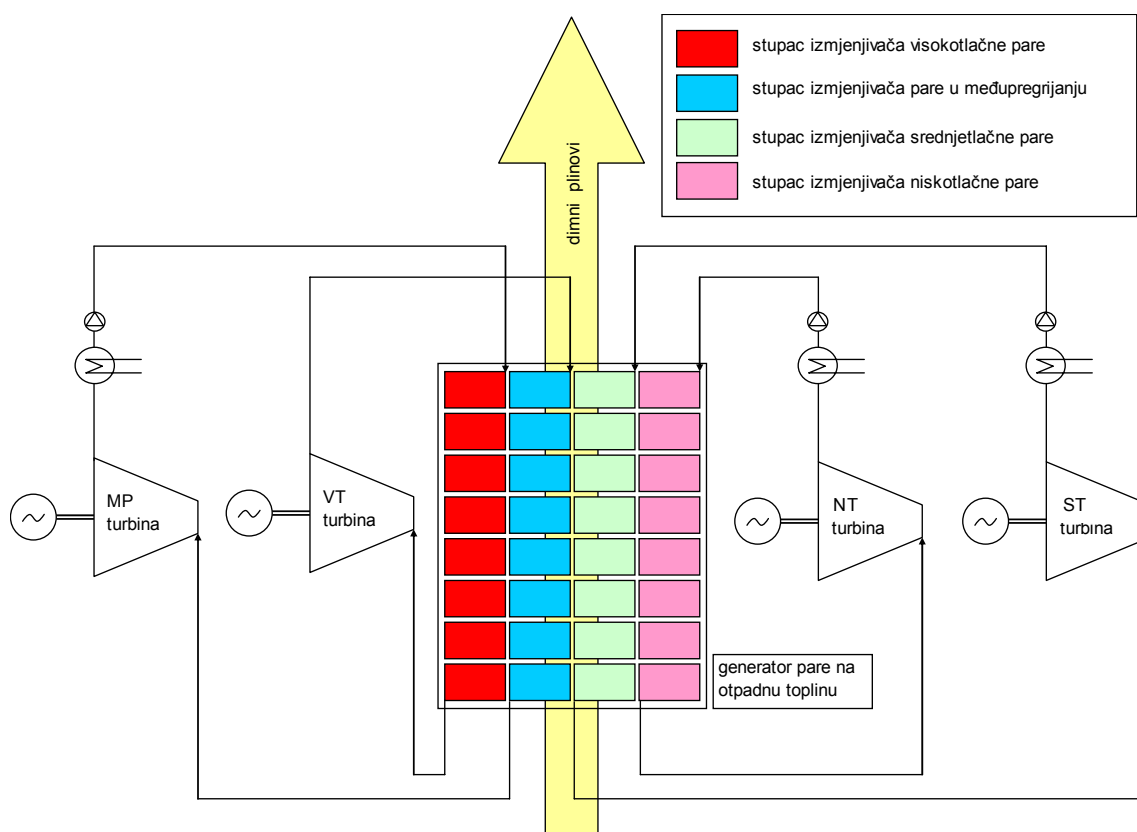 stupac izmjenjivača visokotlačne pare
stupac izmjenjivača pare u međupregrijanju
stupac izmjenjivača srednjetlačne pare
stupac izmjenjivača niskotlačne pare
dimni plinovi
MP
turbina
VT
turbina
NT
turbina
ST
turbina
generator pare na
otpadnu toplinu